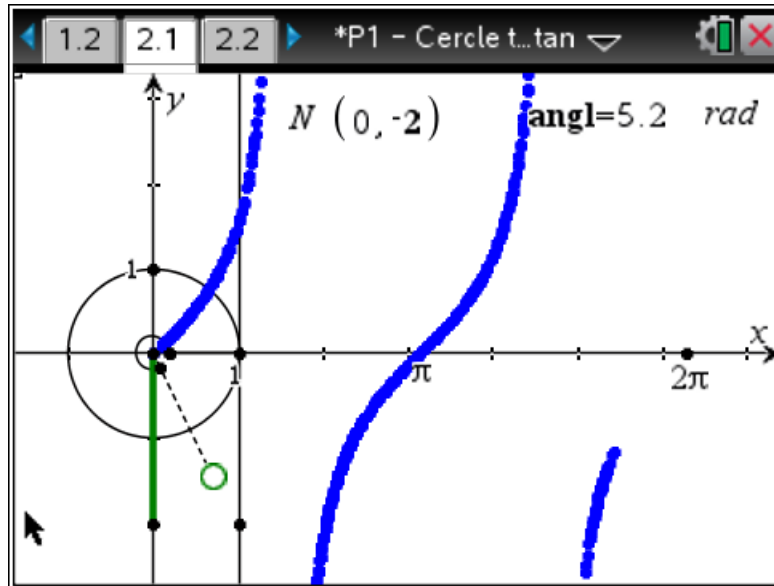 1.2 2.1 2.2 *P1 – Cercle t...tan
y
N (0,-2) angl=5.2 rad
1
x
1
π
2π